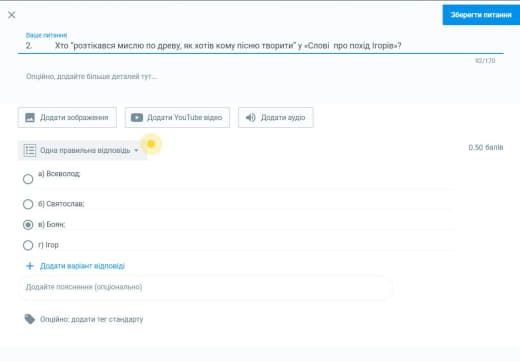 Зберегти питання
Ваше питання
2. Хто "розтікався мислю по древу, як хотів кому пісню творити" у «Слові про похід Ігорів»?
92/170
Опційно, додайте більше деталей тут...
Додати зображення Додати YouTube відео Додати аудіо
Одна правильна відповідь 0.50 балів
а) Всеволод;
б) Святослав;
в) Боян;
г) Ігор
+ Додати варіант відповіді
Додайте пояснення (опціонально)
Опційно: додати тег стандарту